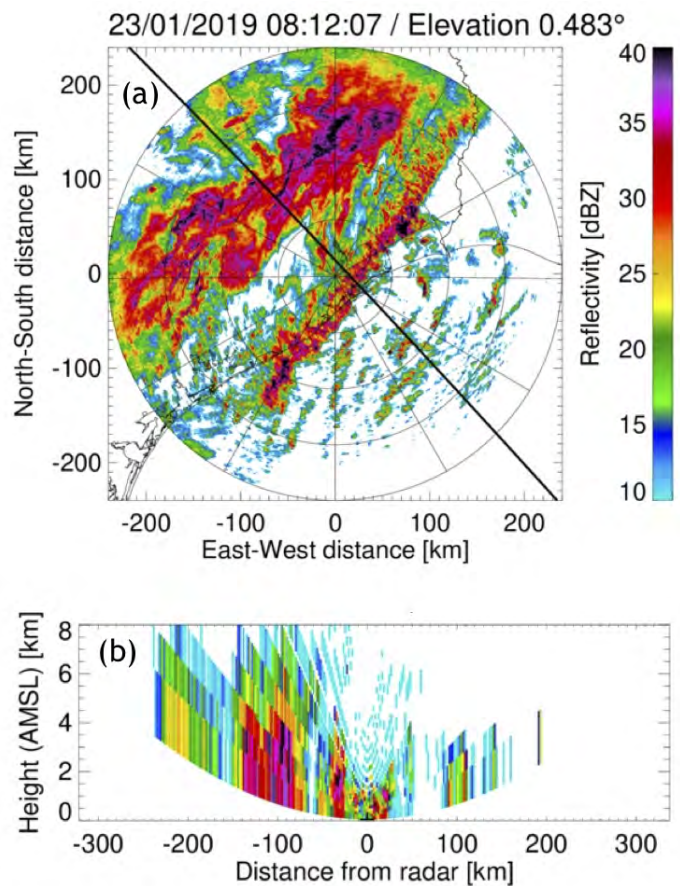 23/01/2019 08:12:07 / Elevation 0.483°
(a)
North-South distance [km]
200
100
0
-100
-200
-200 -100 0 100 200
East-West distance [km]
40
35
30
25
20
15
10
Reflectivity [dBZ]
(b)
Height (AMSL) [km]
8
6
4
2
0
-300 -200 -100 0 100 200 300
Distance from radar [km]